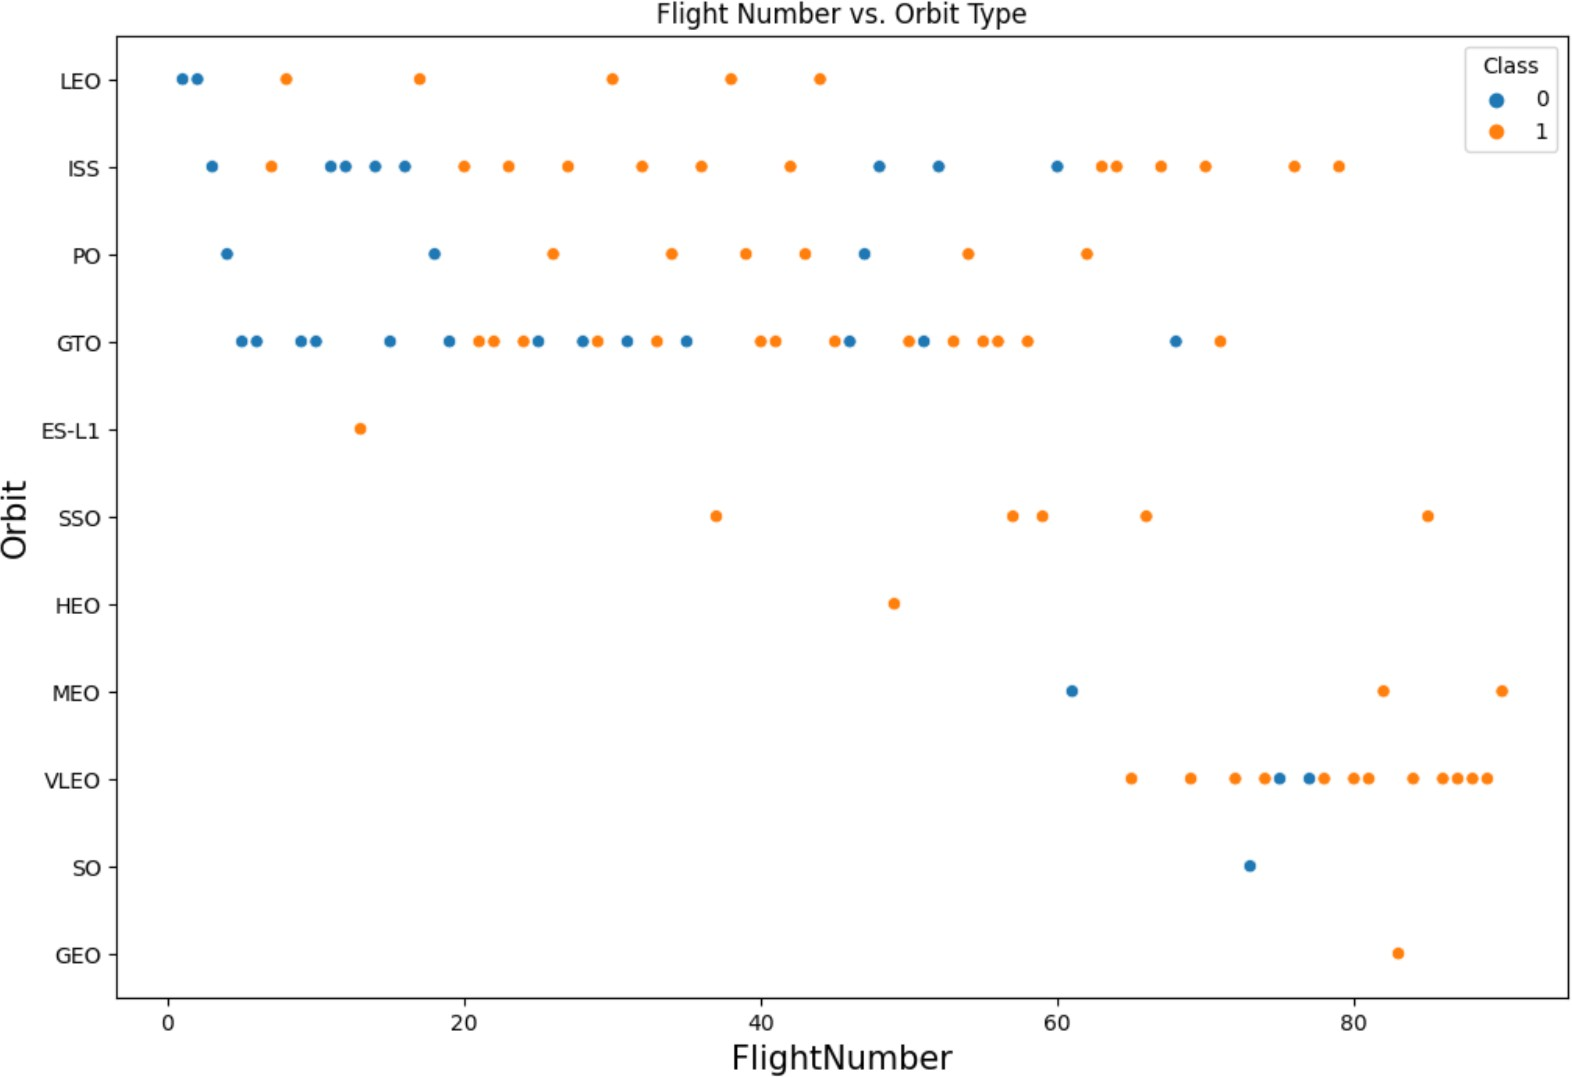 Flight Number vs. Orbit Type
Class
0
1
LEO
ISS
PO
GTO
ES-L1
SSO
HEO
MEO
VLEO
SO
GEO
Orbit
0 20 40 60 80
FlightNumber